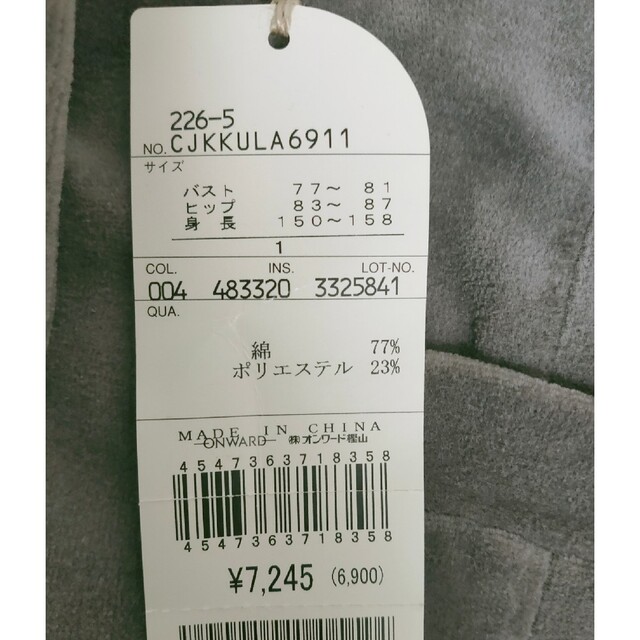 226-5
NO. CJKKULA6911
サイズ
バスト 77〜 81
ヒップ 83〜 87
身長 150〜158
1
COL. INS. LOT-NO.
004 483320 3325841
QUA.
綿 77%
ポリエステル 23%
MADE IN CHINA
ONWARD ㈱オンワード樫山
4547363718358
4547363718358
¥7,245 (6,900)